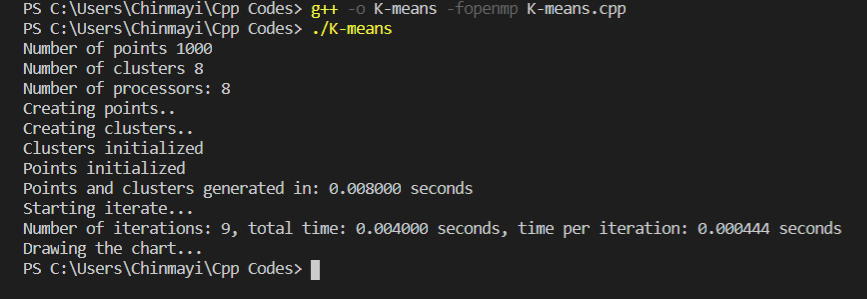 PS C:\Users\Chinmayi\Cpp Codes> g++ -o K-means -fopenmp K-means.cpp
PS C:\Users\Chinmayi\Cpp Codes> ./K-means
Number of points 1000
Number of clusters 8
Number of processors: 8
Creating points..
Creating clusters..
Clusters initialized
Points initialized
Points and clusters generated in: 0.008000 seconds
Starting iterate...
Number of iterations: 9, total time: 0.004000 seconds, time per iteration: 0.000444 seconds
Drawing the chart...
PS C:\Users\Chinmayi\Cpp Codes>